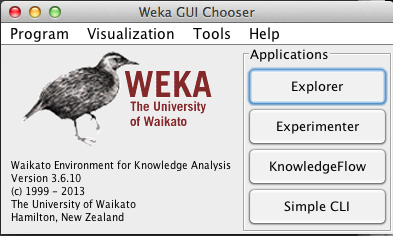 Weka GUI Chooser
Program Visualization Tools Help
WEKA
The University
of Waikato
Waikato Environment for Knowledge Analysis
Version 3.6.10
(c) 1999 - 2013
The University of Waikato
Hamilton, New Zealand
Applications
Explorer
Experimenter
KnowledgeFlow
Simple CLI